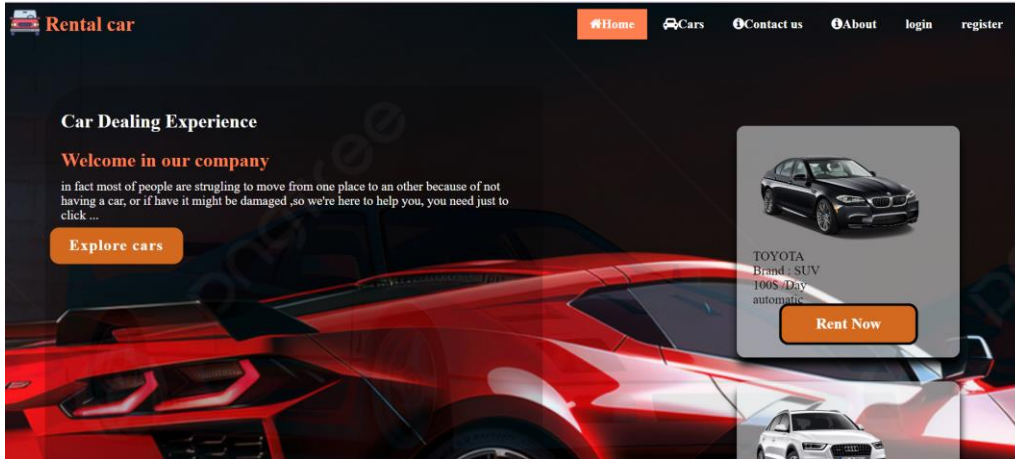 Rental car
Home
Cars
Contact us
About
login
register
Car Dealing Experience
Welcome in our company
in fact most of people are strugling to move from one place to an other because of not
having a car, or if have it might be damaged ,so we're here to help you, you need just to
click ...
Explore cars
TOYOTA
Brand : SUV
100$ /Day
automatic
Rent Now
pngtree